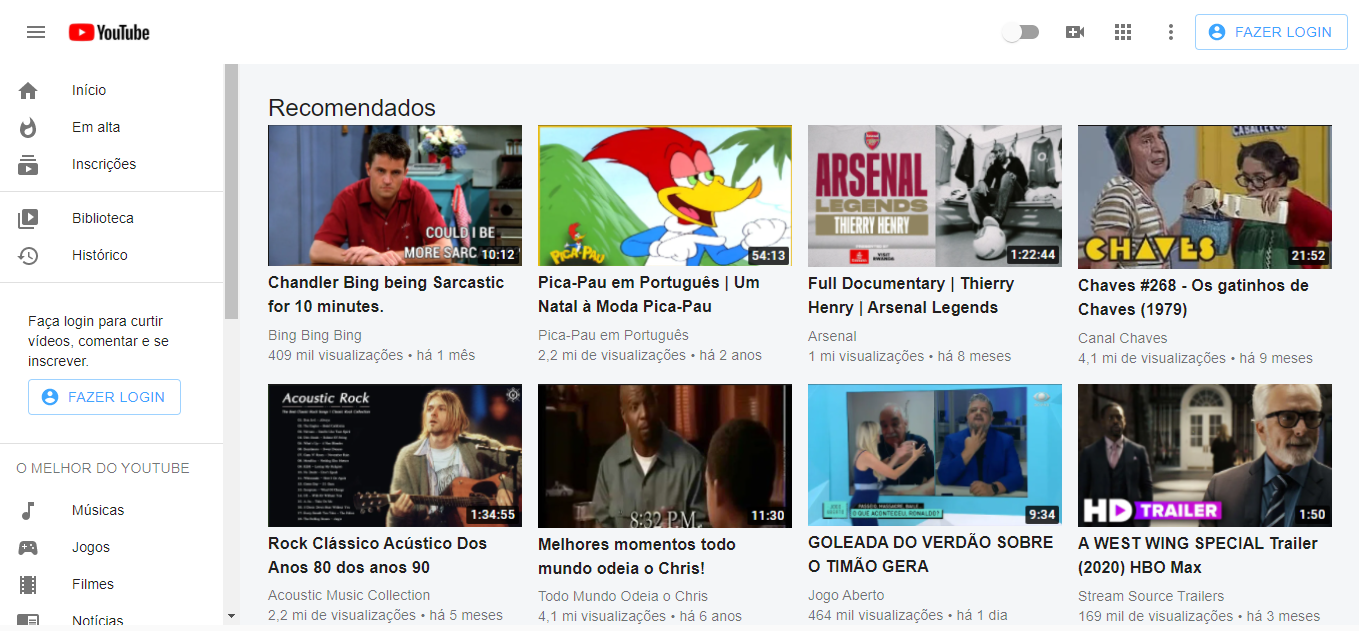 YouTube
FAZER LOGIN
Início
Em alta
Inscrições
Biblioteca
Histórico
Faça login para curtir
vídeos, comentar e se
inscrever.
FAZER LOGIN
O MELHOR DO YOUTUBE
Músicas
Jogos
Filmes
Notícias
Recomendados
COULD I BE
MORE SARC
10:12
Chandler Bing being Sarcastic
for 10 minutes.
Bing Bing Bing
409 mil visualizações • há 1 mês
PICA-PAU
54:13
Pica-Pau em Português | Um
Natal à Moda Pica-Pau
Pica-Pau em Português
2,2 mi de visualizações • há 2 anos
Arsenal
ARSENAL
LEGENDS
THIERRY HENRY
VISIT
RWANDA
1:22:44
Full Documentary | Thierry
Henry | Arsenal Legends
Arsenal
1 mi visualizações • há 8 meses
CHAVES
21:52
Chaves #268 - Os gatinhos de
Chaves (1979)
Canal Chaves
4,1 mi de visualizações • há 9 meses
Acoustic Rock
1:34:55
Rock Clássico Acústico Dos
Anos 80 dos anos 90
Acoustic Music Collection
2,2 mi de visualizações • há 5 meses
8:32 P.M.
11:30
Melhores momentos todo
mundo odeia o Chris!
Todo Mundo Odeia o Chris
4,1 mi visualizações • há 6 anos
JOGO
ABERTO
O QUE ACONTECEU, RONALDO?
9:34
GOLEADA DO VERDÃO SOBRE
O TIMÃO GERA
Jogo Aberto
464 mil visualizações • há 1 dia
HD TRAILER
1:50
A WEST WING SPECIAL Trailer
(2020) HBO Max
Stream Source Trailers
169 mil de visualizações • há 3 meses